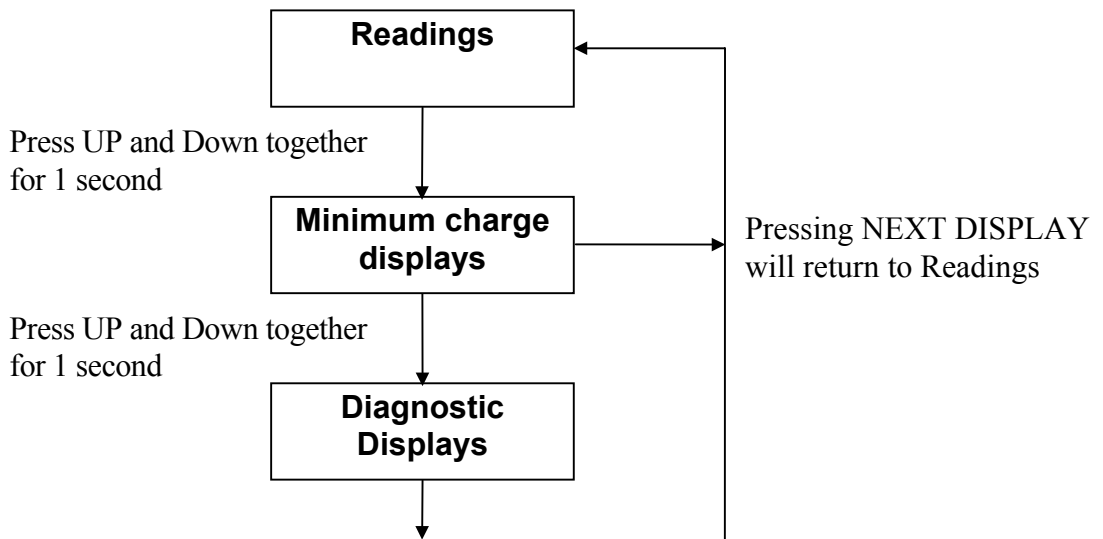 Readings
Press UP and Down together
for 1 second
Minimum charge
displays
Pressing NEXT DISPLAY
will return to Readings
Press UP and Down together
for 1 second
Diagnostic
Displays